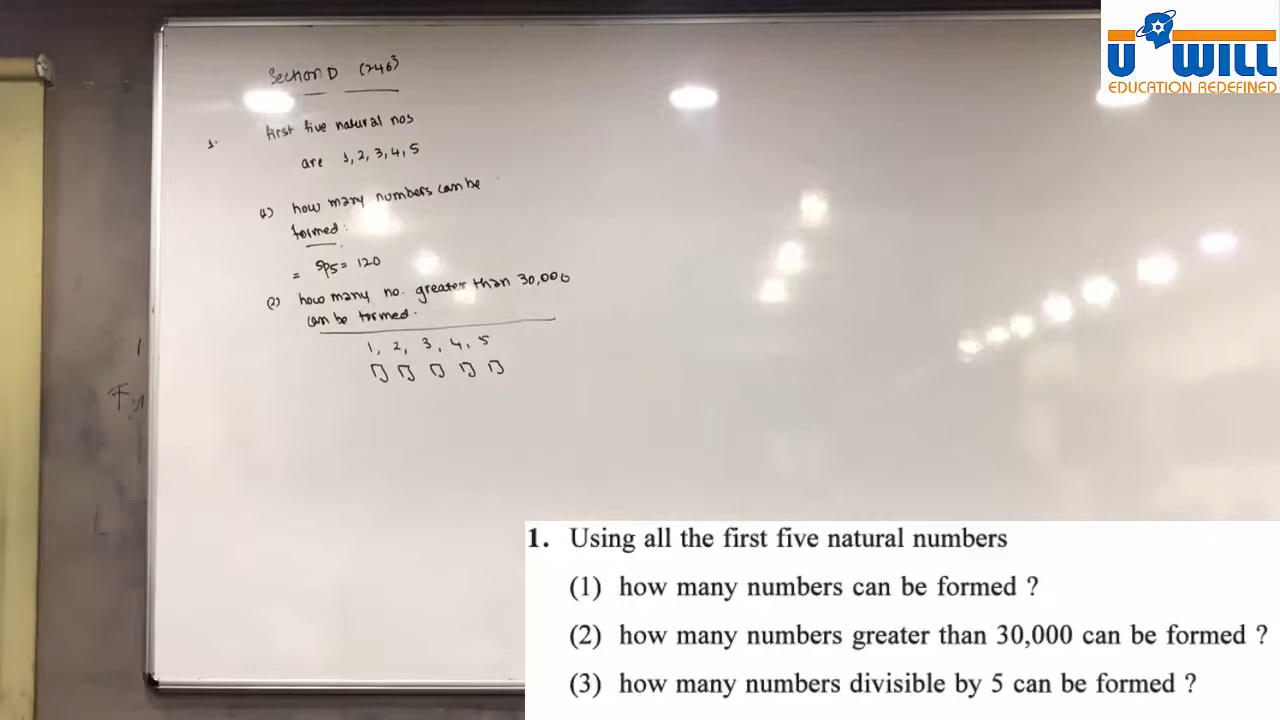 U WILL
EDUCATION REDEFINED
Section D (246)
1. first five natural nos
are 1, 2, 3, 4, 5
(1) how many numbers can be
formed:
= 5P5 = 120
(2) how many no. greater than 30,000
can be formed.
1, 2, 3, 4, 5
1. Using all the first five natural numbers
(1) how many numbers can be formed ?
(2) how many numbers greater than 30,000 can be formed ?
(3) how many numbers divisible by 5 can be formed ?